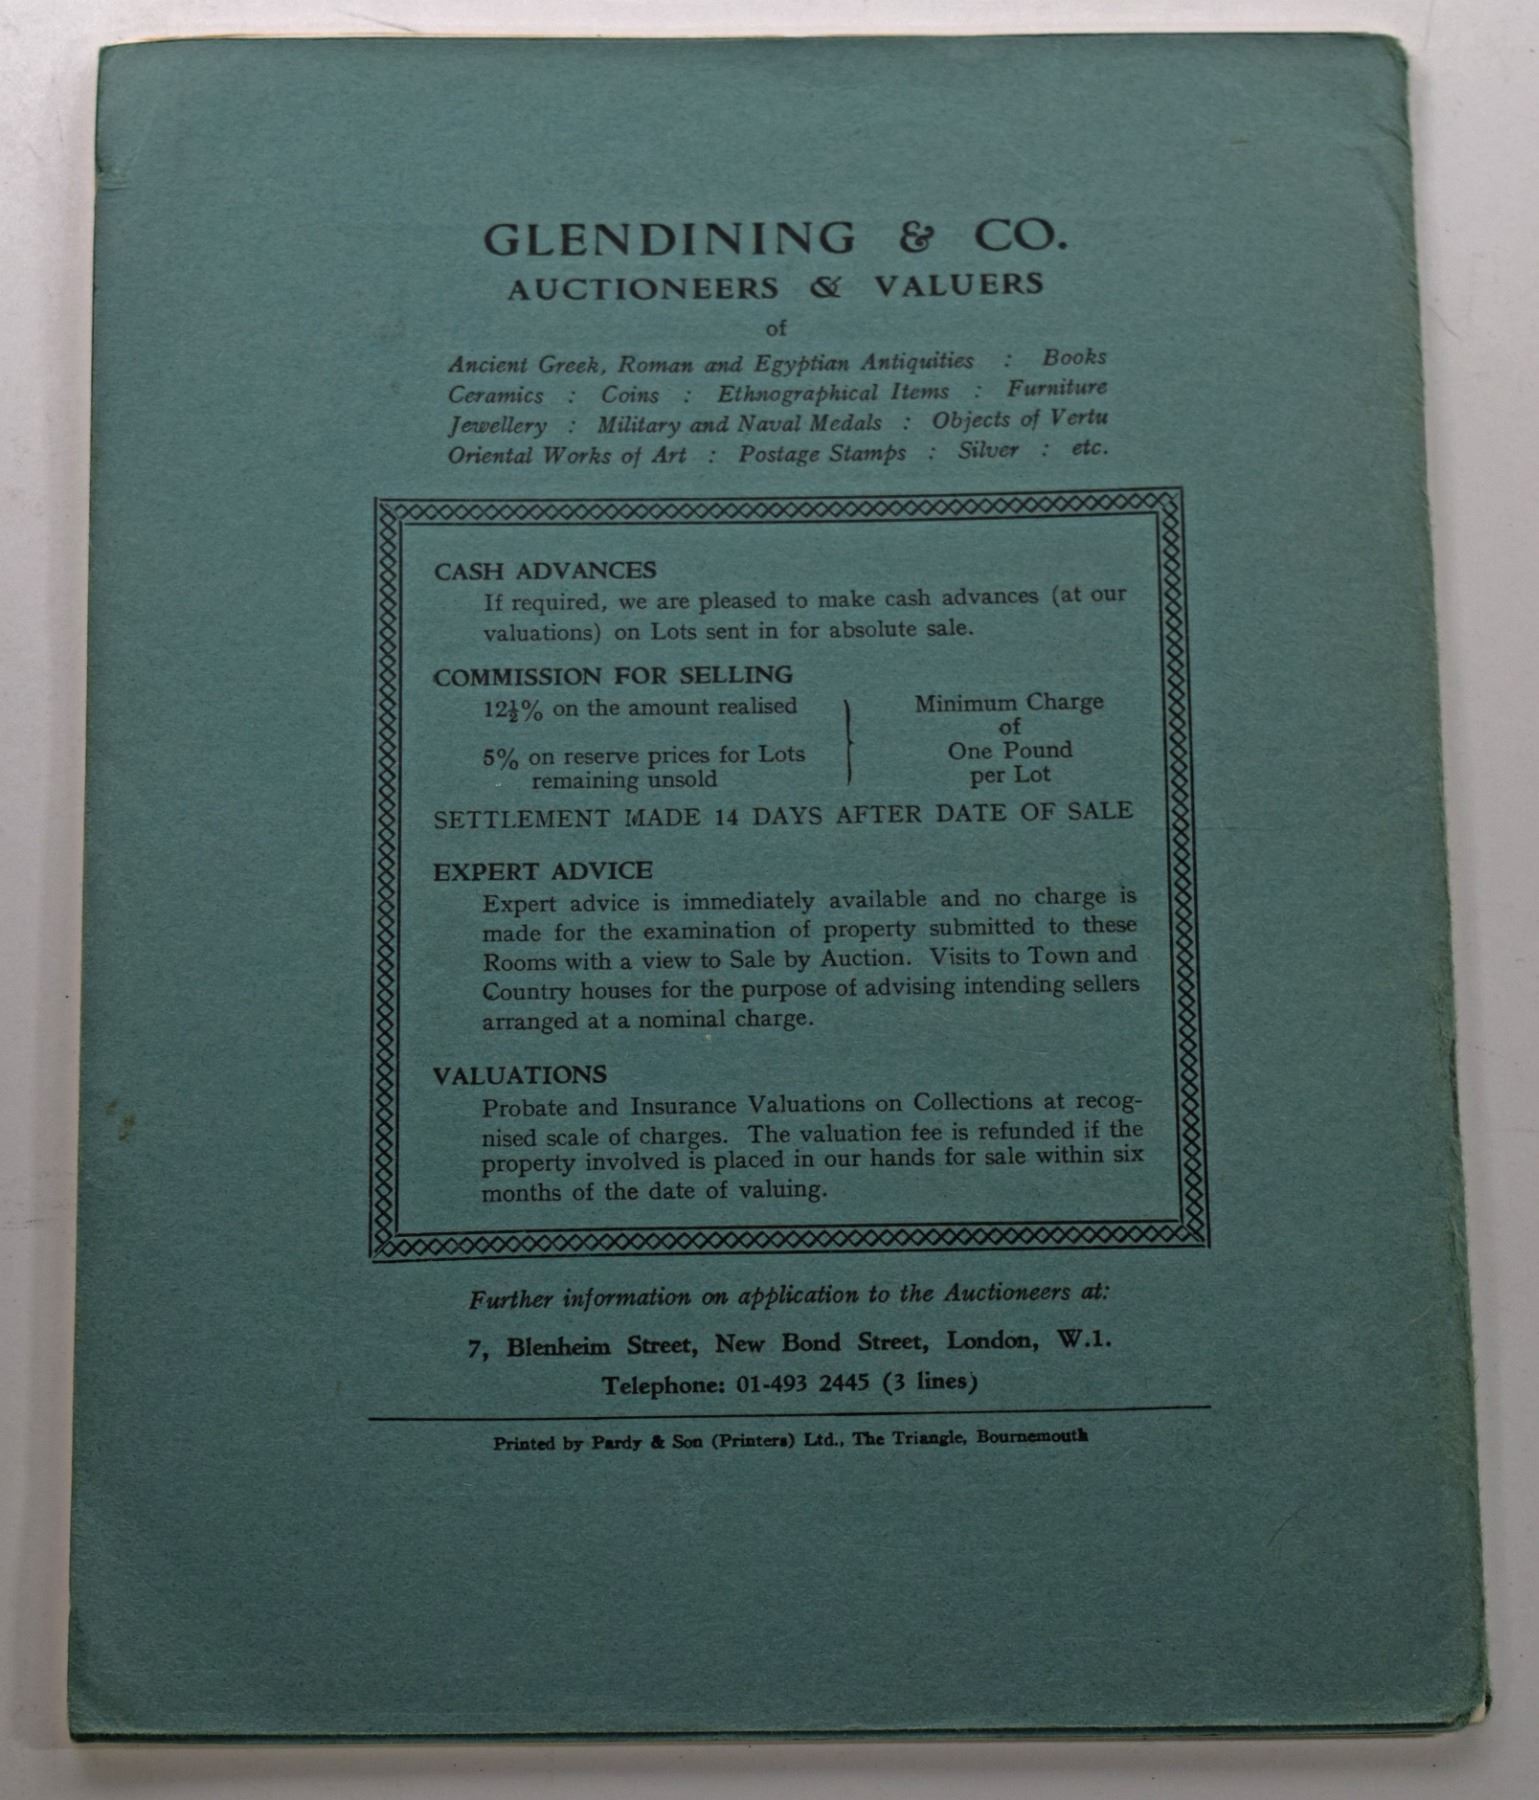 GLENDINING & CO.
AUCTIONEERS & VALUERS
of
Ancient Greek, Roman and Egyptian Antiquities : Books
Ceramics : Coins : Ethnographical Items : Furniture
Jewellery : Military and Naval Medals : Objects of Vertu
Oriental Works of Art : Postage Stamps : Silver : etc.
CASH ADVANCES
If required, we are pleased to make cash advances (at our
valuations) on Lots sent in for absolute sale.
COMMISSION FOR SELLING
12½% on the amount realised
5% on reserve prices for Lots
remaining unsold
Minimum Charge
of
One Pound
per Lot
SETTLEMENT MADE 14 DAYS AFTER DATE OF SALE
EXPERT ADVICE
Expert advice is immediately available and no charge is
made for the examination of property submitted to these
Rooms with a view to Sale by Auction. Visits to Town and
Country houses for the purpose of advising intending sellers
arranged at a nominal charge.
VALUATIONS
Probate and Insurance Valuations on Collections at recog-
nised scale of charges. The valuation fee is refunded if the
property involved is placed in our hands for sale within six
months of the date of valuing.
Further information on application to the Auctioneers at:
7, Blenheim Street, New Bond Street, London, W.1.
Telephone: 01-493 2445 (3 lines)
Printed by Pardy & Son (Printers) Ltd., The Triangle, Bournemouth